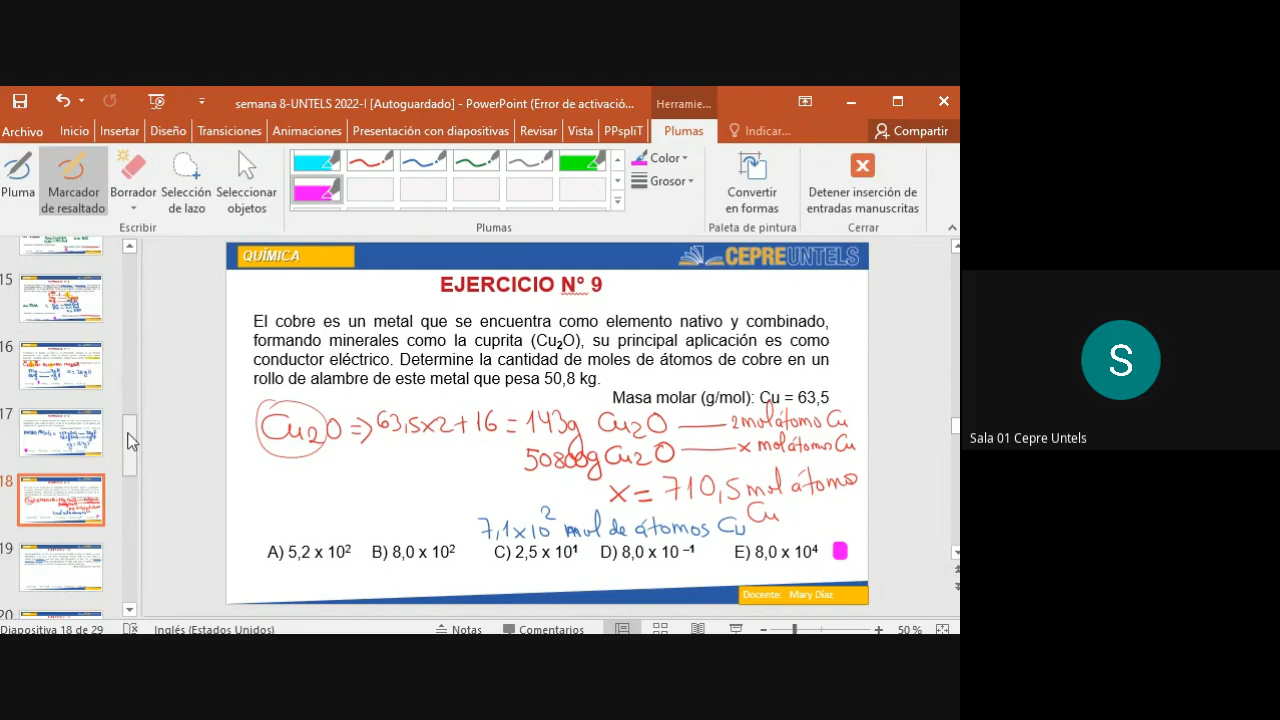 semana 8-UNTELS 2022-I [Autoguardado] - PowerPoint (Error de activació...
Herramie...
Archivo Inicio Insertar Diseño Transiciones Animaciones Presentación con diapositivas Revisar Vista PPspliT Plumas Indicar... Compartir
Pluma Marcador de resaltado Borrador Selección de lazo Seleccionar objetos
Color
Grosor
Convertir en formas
Detener inserción de entradas manuscritas
Escribir Plumas Paleta de pintura Cerrar
15
16
17
18
19
20
QUÍMICA
CEPREUNTELS
EJERCICIO Nº 9
El cobre es un metal que se encuentra como elemento nativo y combinado,
formando minerales como la cuprita (Cu₂O), su principal aplicación es como
conductor eléctrico. Determine la cantidad de moles de átomos de cobre en un
rollo de alambre de este metal que pesa 50,8 kg.
Masa molar (g/mol): Cu = 63,5
Cu₂O => 63,5x2+16 = 143g Cu₂O —— 2molátomo Cu
50800g Cu₂O —— x molátomo Cu
x = 710,5 mol átomo
Cu
7,1x10² mol de átomos Cu
A) 5,2 x 10² B) 8,0 x 10² C) 2,5 x 10¹ D) 8,0 x 10 ⁻¹ E) 8,0 x 10⁴
Docente: Mary Díaz
Diapositiva 18 de 29 Inglés (Estados Unidos) Notas Comentarios 50 %
S
Sala 01 Cepre Untels